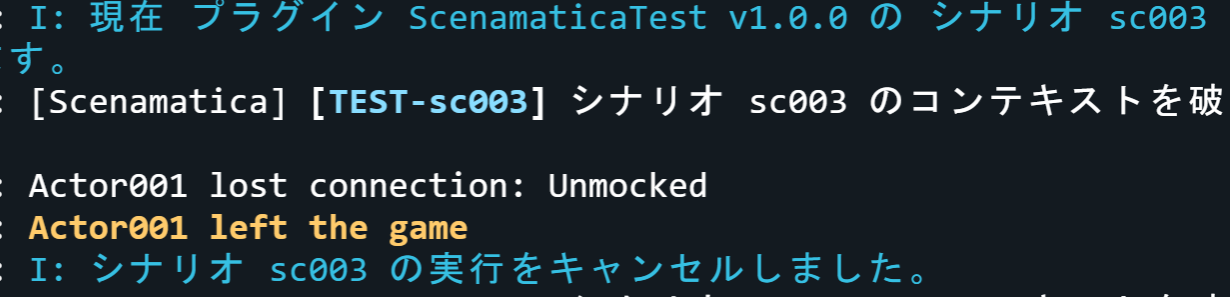 : I: 現在 プラグイン ScenamaticaTest v1.0.0 の シナリオ sc003
す。
: [Scenamatica] [TEST-sc003] シナリオ sc003 のコンテキストを破
: Actor001 lost connection: Unmocked
: Actor001 left the game
: I: シナリオ sc003 の実行をキャンセルしました。